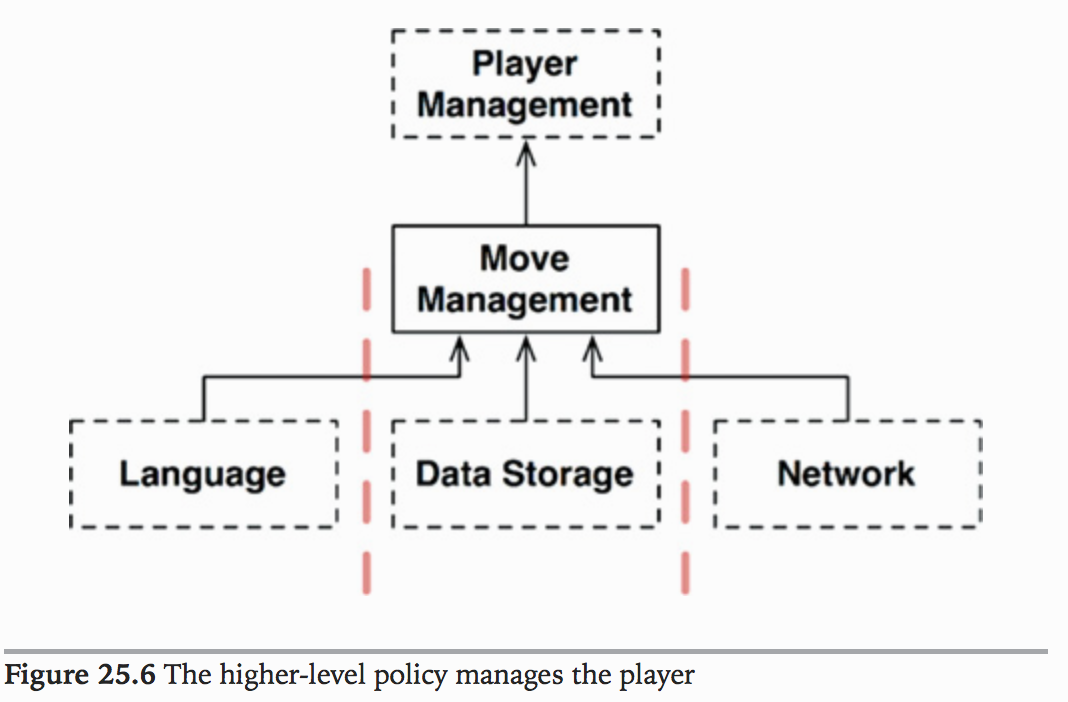 Player
Management
Move
Management
Language
Data Storage
Network
Figure 25.6 The higher-level policy manages the player